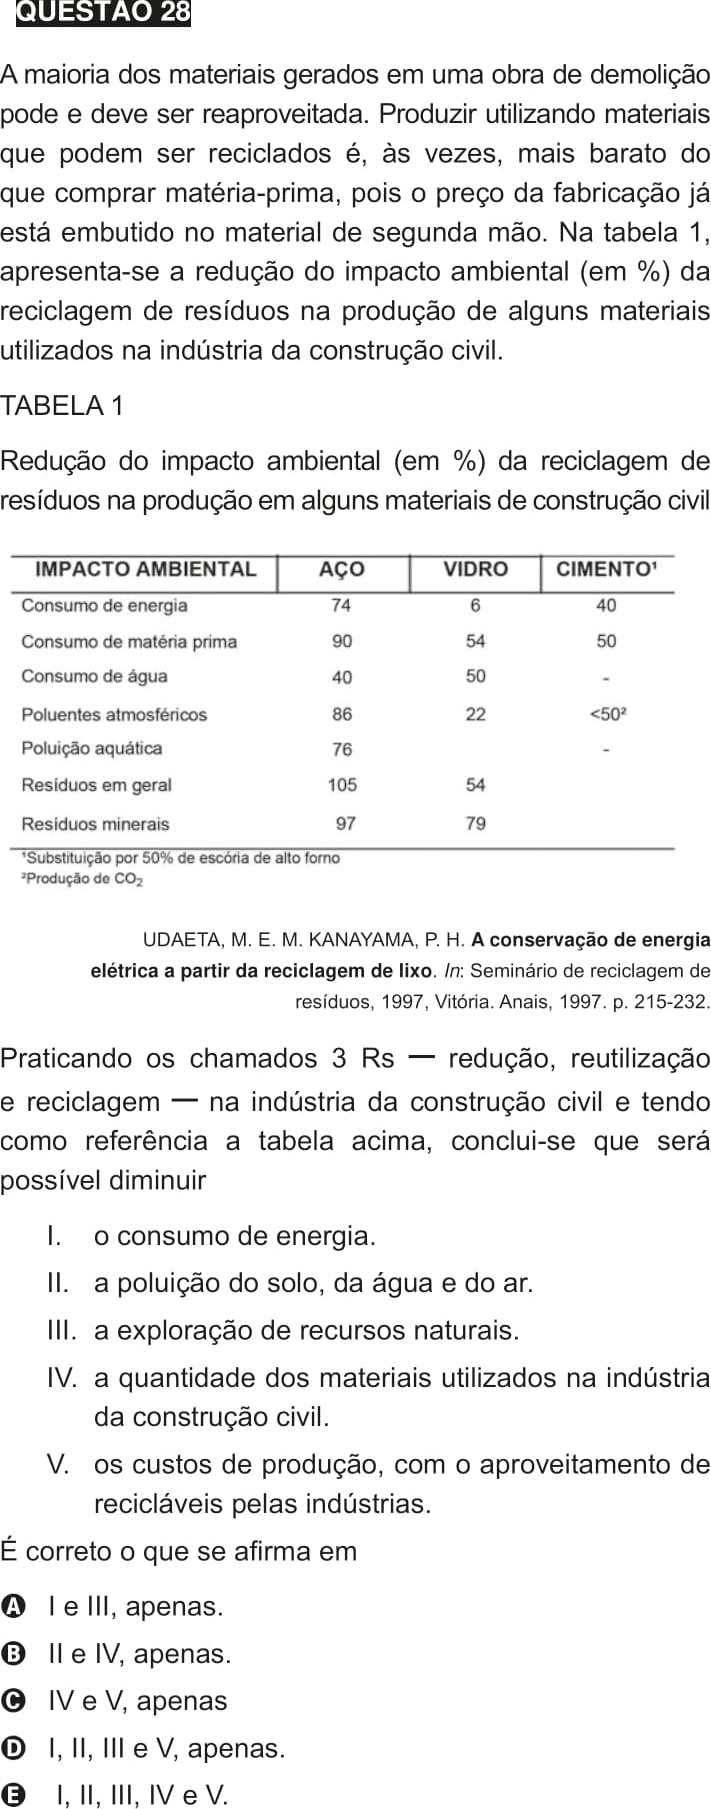 QUESTÃO 28
A maioria dos materiais gerados em uma obra de demolição
pode e deve ser reaproveitada. Produzir utilizando materiais
que podem ser reciclados é, às vezes, mais barato do
que comprar matéria-prima, pois o preço da fabricação já
está embutido no material de segunda mão. Na tabela 1,
apresenta-se a redução do impacto ambiental (em %) da
reciclagem de resíduos na produção de alguns materiais
utilizados na indústria da construção civil.
TABELA 1
Redução do impacto ambiental (em %) da reciclagem de
resíduos na produção em alguns materiais de construção civil
IMPACTO AMBIENTAL AÇO VIDRO CIMENTO¹
Consumo de energia 74 6 40
Consumo de matéria prima 90 54 50
Consumo de água 40 50 -
Poluentes atmosféricos 86 22 <50²
Poluição aquática 76 -
Resíduos em geral 105 54
Resíduos minerais 97 79
¹Substituição por 50% de escória de alto forno
²Produção de CO₂
UDAETA, M. E. M. KANAYAMA, P. H. A conservação de energia
elétrica a partir da reciclagem de lixo. In: Seminário de reciclagem de
resíduos, 1997, Vitória. Anais, 1997. p. 215-232.
Praticando os chamados 3 Rs — redução, reutilização
e reciclagem — na indústria da construção civil e tendo
como referência a tabela acima, conclui-se que será
possível diminuir
I. o consumo de energia.
II. a poluição do solo, da água e do ar.
III. a exploração de recursos naturais.
IV. a quantidade dos materiais utilizados na indústria
da construção civil.
V. os custos de produção, com o aproveitamento de
recicláveis pelas indústrias.
É correto o que se afirma em
A I e III, apenas.
B II e IV, apenas.
C IV e V, apenas
D I, II, III e V, apenas.
E I, II, III, IV e V.